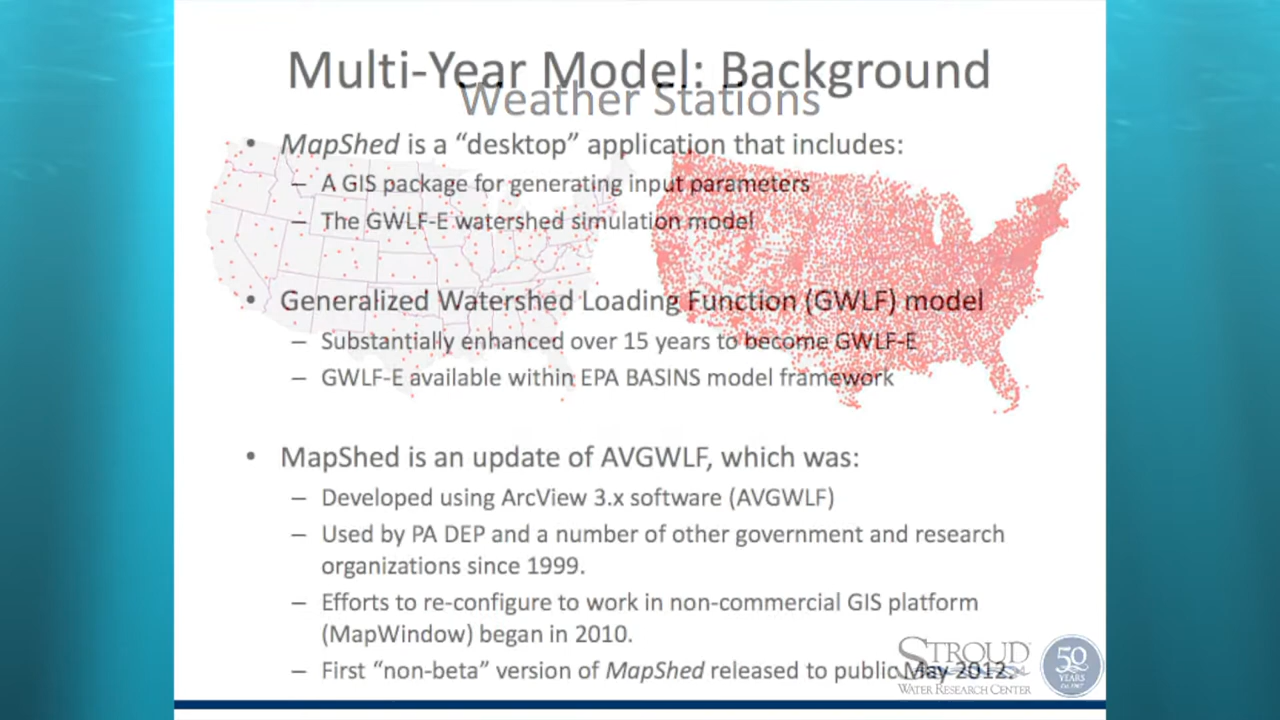 Multi-Year Model: Background
Weather Stations
• MapShed is a “desktop” application that includes:
– A GIS package for generating input parameters
– The GWLF-E watershed simulation model
• Generalized Watershed Loading Function (GWLF) model
– Substantially enhanced over 15 years to become GWLF-E
– GWLF-E available within EPA BASINS model framework
• MapShed is an update of AVGWLF, which was:
– Developed using ArcView 3.x software (AVGWLF)
– Used by PA DEP and a number of other government and research
organizations since 1999.
– Efforts to re-configure to work in non-commercial GIS platform
(MapWindow) began in 2010.
– First “non-beta” version of MapShed released to public May 2012.
STROUD
WATER RESEARCH CENTER
50
YEARS
Est. 1967